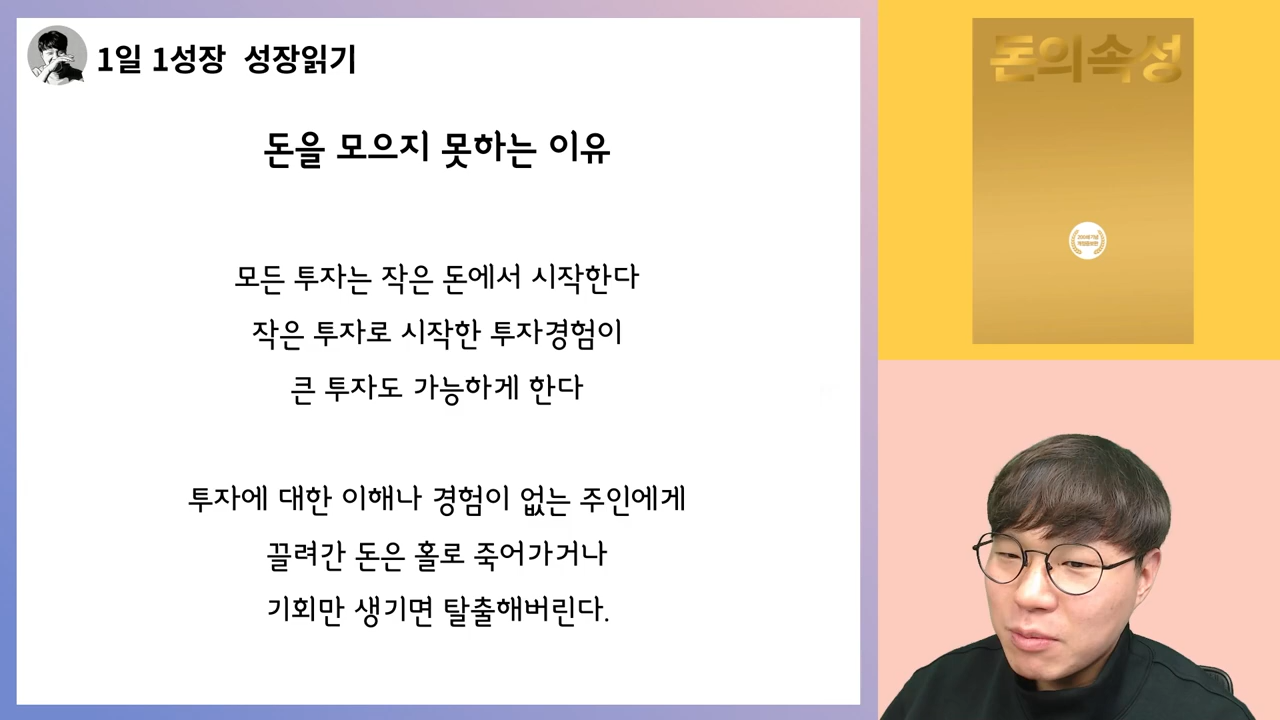 1일 1성장 성장읽기
돈을 모으지 못하는 이유
모든 투자는 작은 돈에서 시작한다
작은 투자로 시작한 투자경험이
큰 투자도 가능하게 한다
투자에 대한 이해나 경험이 없는 주인에게
끌려간 돈은 홀로 죽어가거나
기회만 생기면 탈출해버린다.
돈의 속성